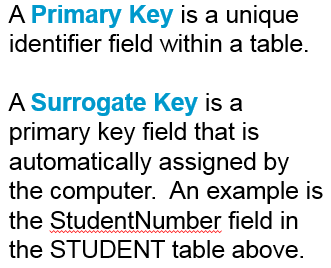 A Primary Key is a unique
identifier field within a table.
A Surrogate Key is a
primary key field that is
automatically assigned by
the computer.  An example is
the StudentNumber field in
the STUDENT table above.